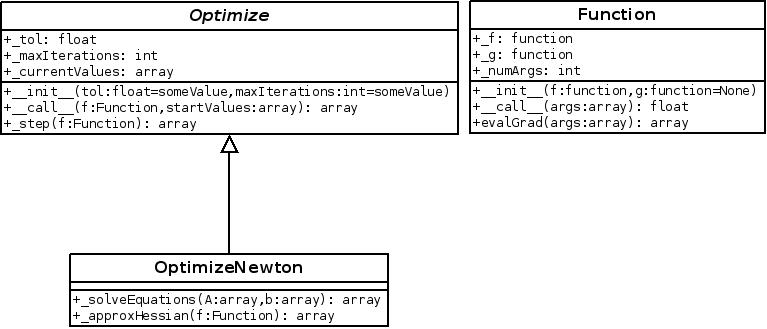 Optimize
+_tol: float
+_maxIterations: int
+_currentValues: array
+__init__(tol:float=someValue,maxIterations:int=someValue)
+__call__(f:Function,startValues:array): array
+_step(f:Function): array
Function
+_f: function
+_g: function
+_numArgs: int
+__init__(f:function,g:function=None)
+__call__(args:array): float
+evalGrad(args:array): array
OptimizeNewton
+_solveEquations(A:array,b:array): array
+_approxHessian(f:Function): array